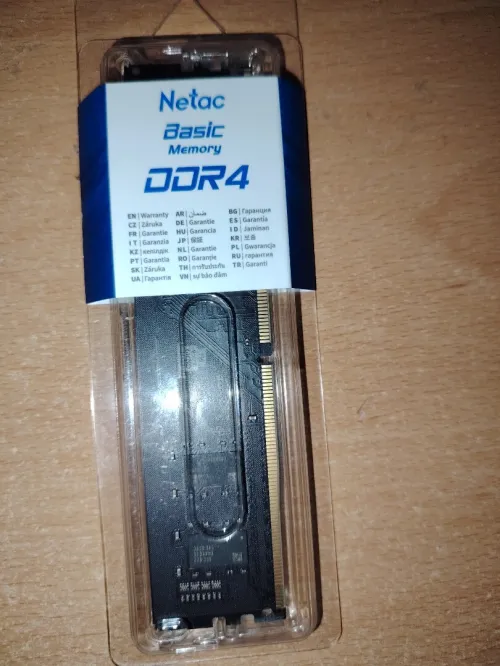 Netac
Basic
Memory
DDR4
EN | Warranty
CZ | Záruka
FR | Garantie
IT | Garanzia
KZ | кепілдік
PT | Garantia
SK | Záruka
UA | Гарантія
AR | ضمان
DE | Garantie
HU | Garancia
JP | 保証
NL | Garantie
RO | Garanție
TH | การรับประกัน
VN | sự bảo đảm
BG | Гаранция
ES | Garantía
ID | Jaminan
KR | 보증
PL | Gwarancja
RU | гарантия
TR | Garanti